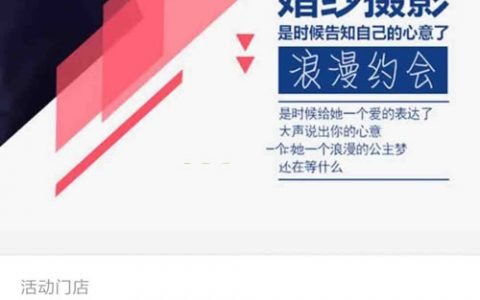 婚纱摄影
是时候告知自己的心意了
浪漫约会
是时候给她一个爱的表达了
大声说出你的心意
她一个浪漫的公主梦
还在等什么
活动门店